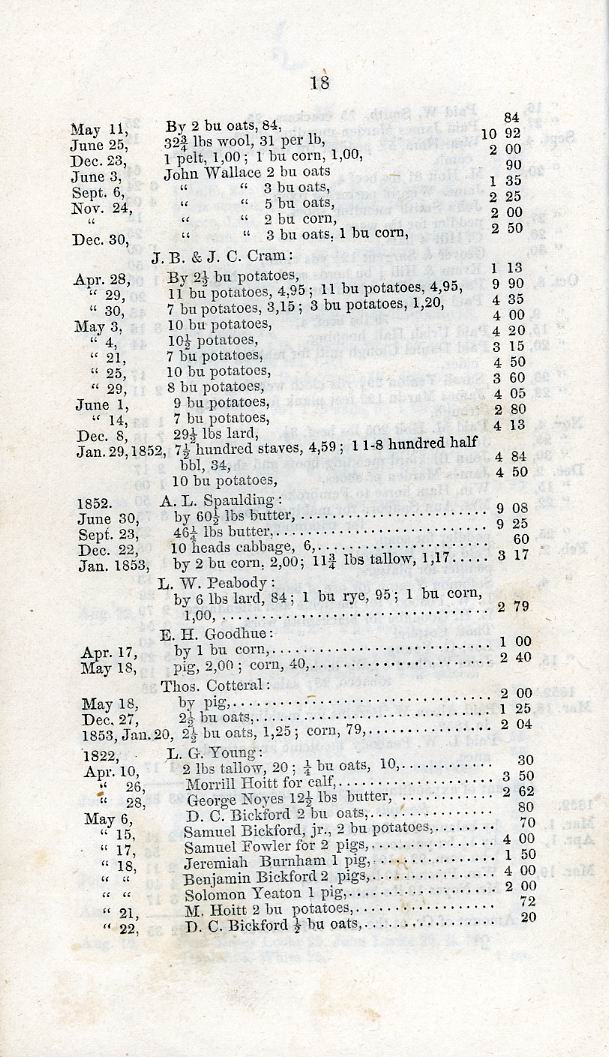 18
May 11, By 2 bu oats, 84, 84
June 25, 32¾ lbs wool, 31 per lb, 10 92
Dec. 23, 1 pelt, 1,00 ; 1 bu corn, 1,00, 2 00
June 3, John Wallace 2 bu oats 90
Sept. 6, “ “ 3 bu oats, 1 35
Nov. 24, “ “ 5 bu oats, 2 25
“ “ “ 2 bu corn, 2 00
Dec. 30, “ “ 3 bu oats, 1 bu corn, 2 50
J. B. & J. C. Cram :
Apr. 28, By 2½ bu potatoes, 1 13
“ 29, 11 bu potatoes, 4,95 ; 11 bu potatoes, 4,95, 9 90
“ 30, 7 bu potatoes, 3,15 ; 3 bu potatoes, 1,20, 4 35
May 3, 10 bu potatoes, 4 00
“ 4, 10½ potatoes, 4 20
“ 21, 7 bu potatoes, 3 15
“ 25, 10 bu potatoes, 4 50
“ 29, 8 bu potatoes, 3 60
June 1, 9 bu potatoes, 4 05
“ 14, 7 bu potatoes, 2 80
Dec. 8, 29½ lbs lard, 4 13
Jan. 29, 1852, 7½ hundred staves, 4,59 ; 11-8 hundred half
bbl, 34, 4 84
10 bu potatoes, 4 50
1852. A. L. Spaulding :
June 30, by 60½ lbs butter, 9 08
Sept. 23, 46¼ lbs butter, 9 25
Dec. 22, 10 heads cabbage, 6, 60
Jan. 1853, by 2 bu corn, 2,00; 11¾ lbs tallow, 1,17 3 17
L. W. Peabody :
by 6 lbs lard, 84 ; 1 bu rye, 95 ; 1 bu corn,
1,00, 2 79
E. H. Goodhue:
Apr. 17, by 1 bu corn, 1 00
May 18, pig, 2,00 ; corn, 40, 2 40
Thos. Cotteral :
May 18, by pig, 2 00
Dec. 27, 2½ bu oats, 1 25
1853, Jan. 20, 2½ bu oats, 1,25 ; corn, 79, 2 04
1822, L. G. Young :
Apr. 10, 2 lbs tallow, 20 ; ¼ bu oats, 10, 30
“ 26, Morrill Hoitt for calf, 3 50
“ 28, George Noyes 12½ lbs butter, 2 62
May 6, D. C. Bickford 2 bu oats, 80
“ 15, Samuel Bickford, jr., 2 bu potatoes, 70
“ 17, Samuel Fowler for 2 pigs, 4 00
“ 18, Jeremiah Burnham 1 pig, 1 50
“ “ Benjamin Bickford 2 pigs, 4 00
“ “ Solomon Yeaton 1 pig, 2 00
“ 21, M. Hoitt 2 bu potatoes, 72
“ 22, D. C. Bickford ½ bu oats, 20